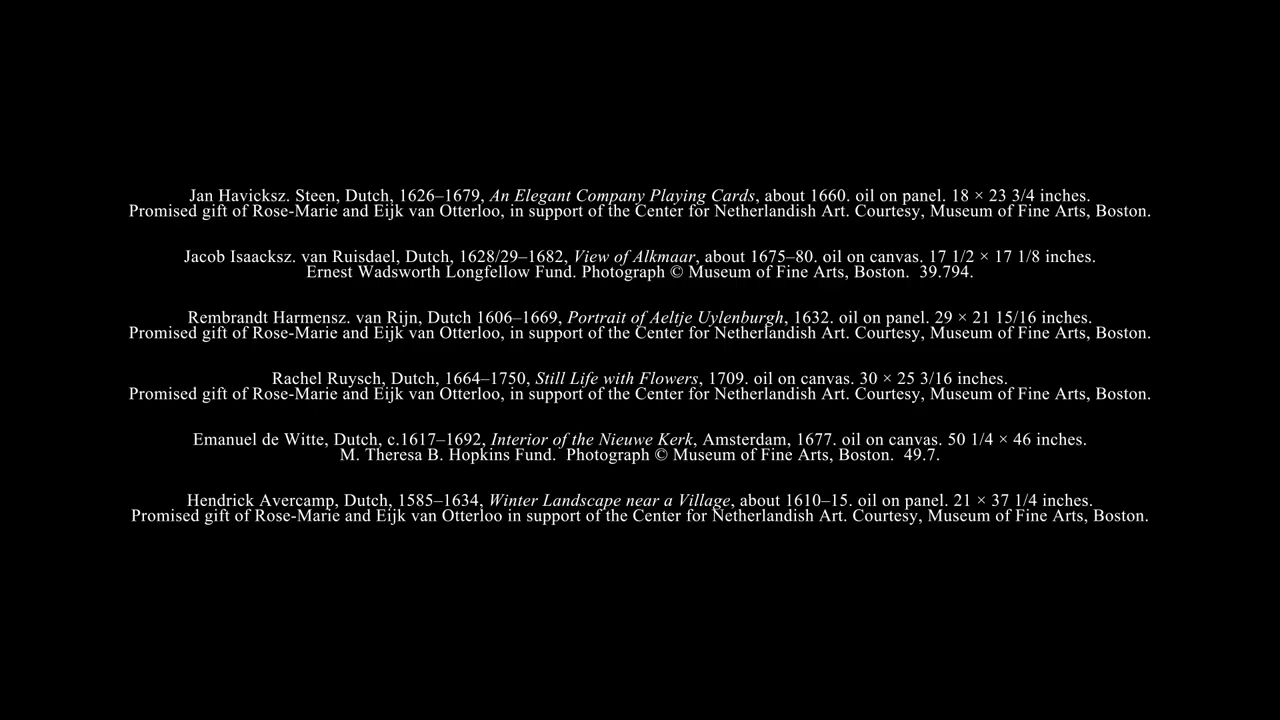 Jan Havicksz. Steen, Dutch, 1626–1679, An Elegant Company Playing Cards, about 1660. oil on panel. 18 × 23 3/4 inches.
Promised gift of Rose-Marie and Eijk van Otterloo, in support of the Center for Netherlandish Art. Courtesy, Museum of Fine Arts, Boston.
Jacob Isaacksz. van Ruisdael, Dutch, 1628/29–1682, View of Alkmaar, about 1675–80. oil on canvas. 17 1/2 × 17 1/8 inches.
Ernest Wadsworth Longfellow Fund. Photograph © Museum of Fine Arts, Boston.  39.794.
Rembrandt Harmensz. van Rijn, Dutch 1606–1669, Portrait of Aeltje Uylenburgh, 1632. oil on panel. 29 × 21 15/16 inches.
Promised gift of Rose-Marie and Eijk van Otterloo, in support of the Center for Netherlandish Art. Courtesy, Museum of Fine Arts, Boston.
Rachel Ruysch, Dutch, 1664–1750, Still Life with Flowers, 1709. oil on canvas. 30 × 25 3/16 inches.
Promised gift of Rose-Marie and Eijk van Otterloo, in support of the Center for Netherlandish Art. Courtesy, Museum of Fine Arts, Boston.
Emanuel de Witte, Dutch, c.1617–1692, Interior of the Nieuwe Kerk, Amsterdam, 1677. oil on canvas. 50 1/4 × 46 inches.
M. Theresa B. Hopkins Fund.  Photograph © Museum of Fine Arts, Boston.  49.7.
Hendrick Avercamp, Dutch, 1585–1634, Winter Landscape near a Village, about 1610–15. oil on panel. 21 × 37 1/4 inches.
Promised gift of Rose-Marie and Eijk van Otterloo in support of the Center for Netherlandish Art. Courtesy, Museum of Fine Arts, Boston.